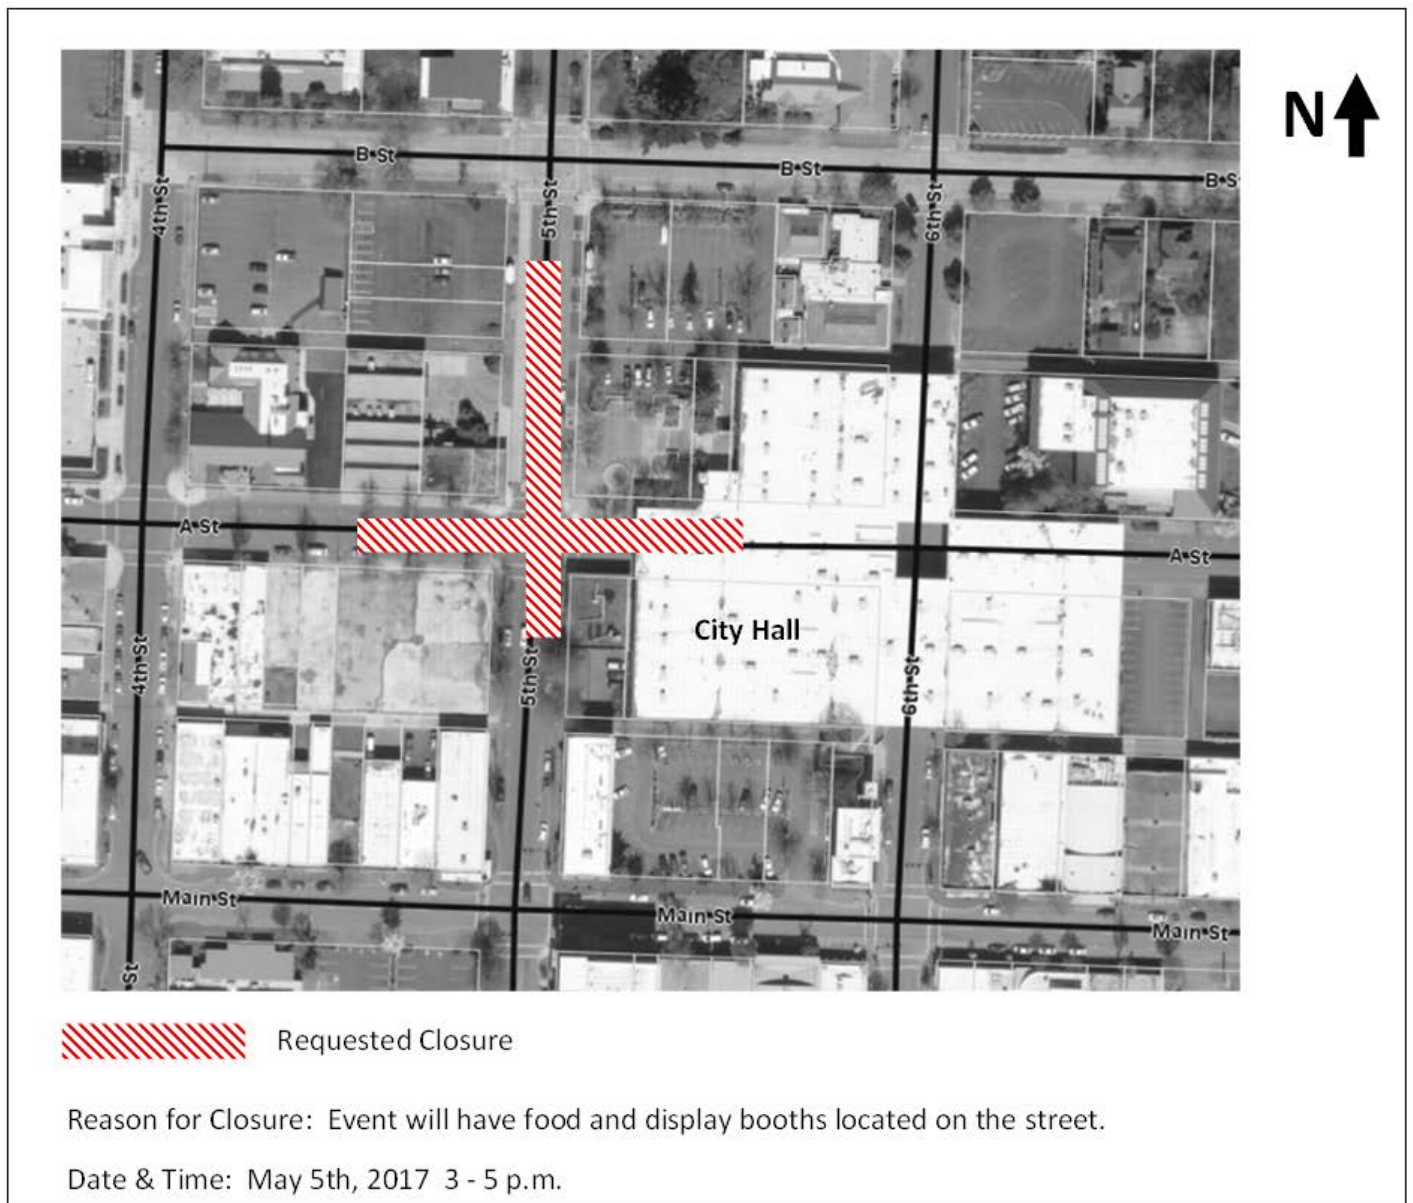 N
B St
B St
B S
4th St
5th St
6th St
A St
A St
City Hall
4th St
5th St
6th St
Main St
Main St
Main St
St
Requested Closure
Reason for Closure: Event will have food and display booths located on the street.
Date & Time: May 5th, 2017 3 - 5 p.m.